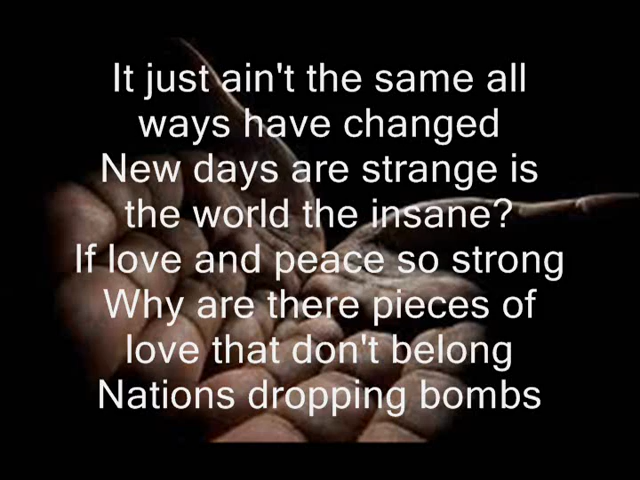 It just ain't the same all
ways have changed
New days are strange is
the world the insane?
If love and peace so strong
Why are there pieces of
love that don't belong
Nations dropping bombs